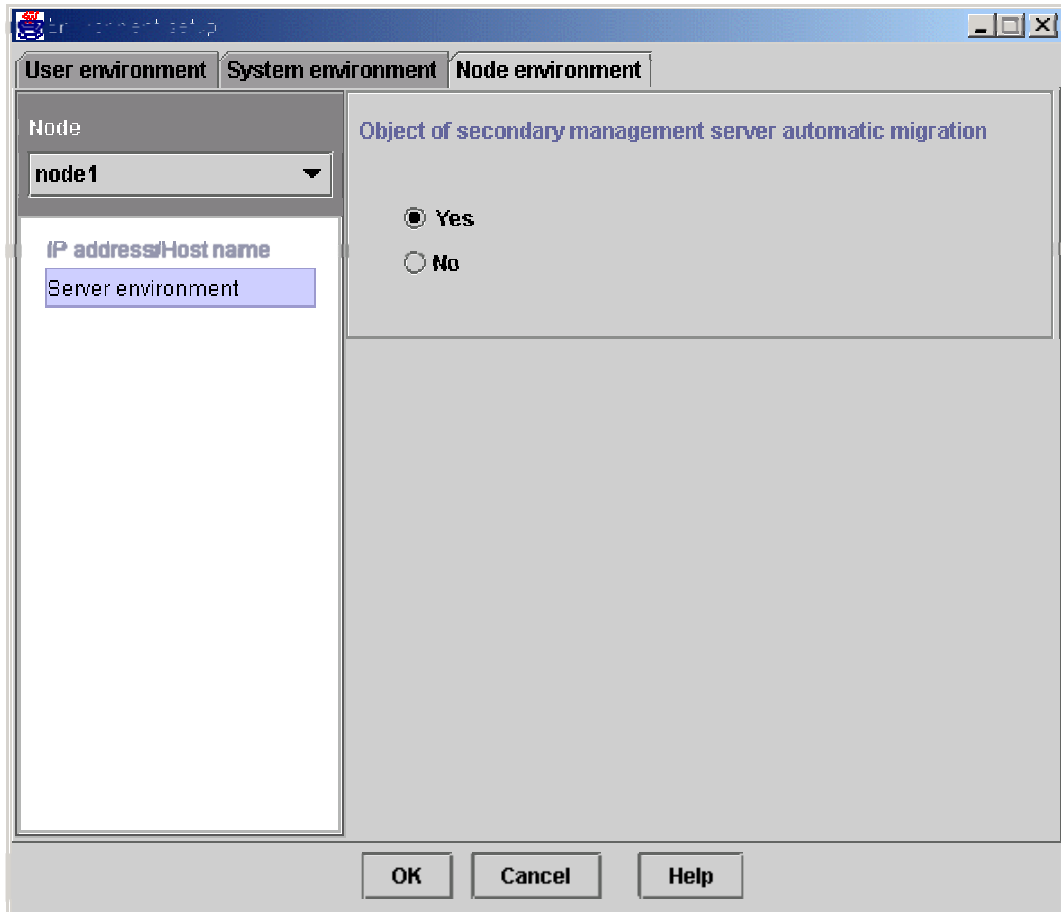 User environment System environment Node environment
Node
Object of secondary management server automatic migration
node1
Yes
IP address/Host name
No
Server environment
OK Cancel Help